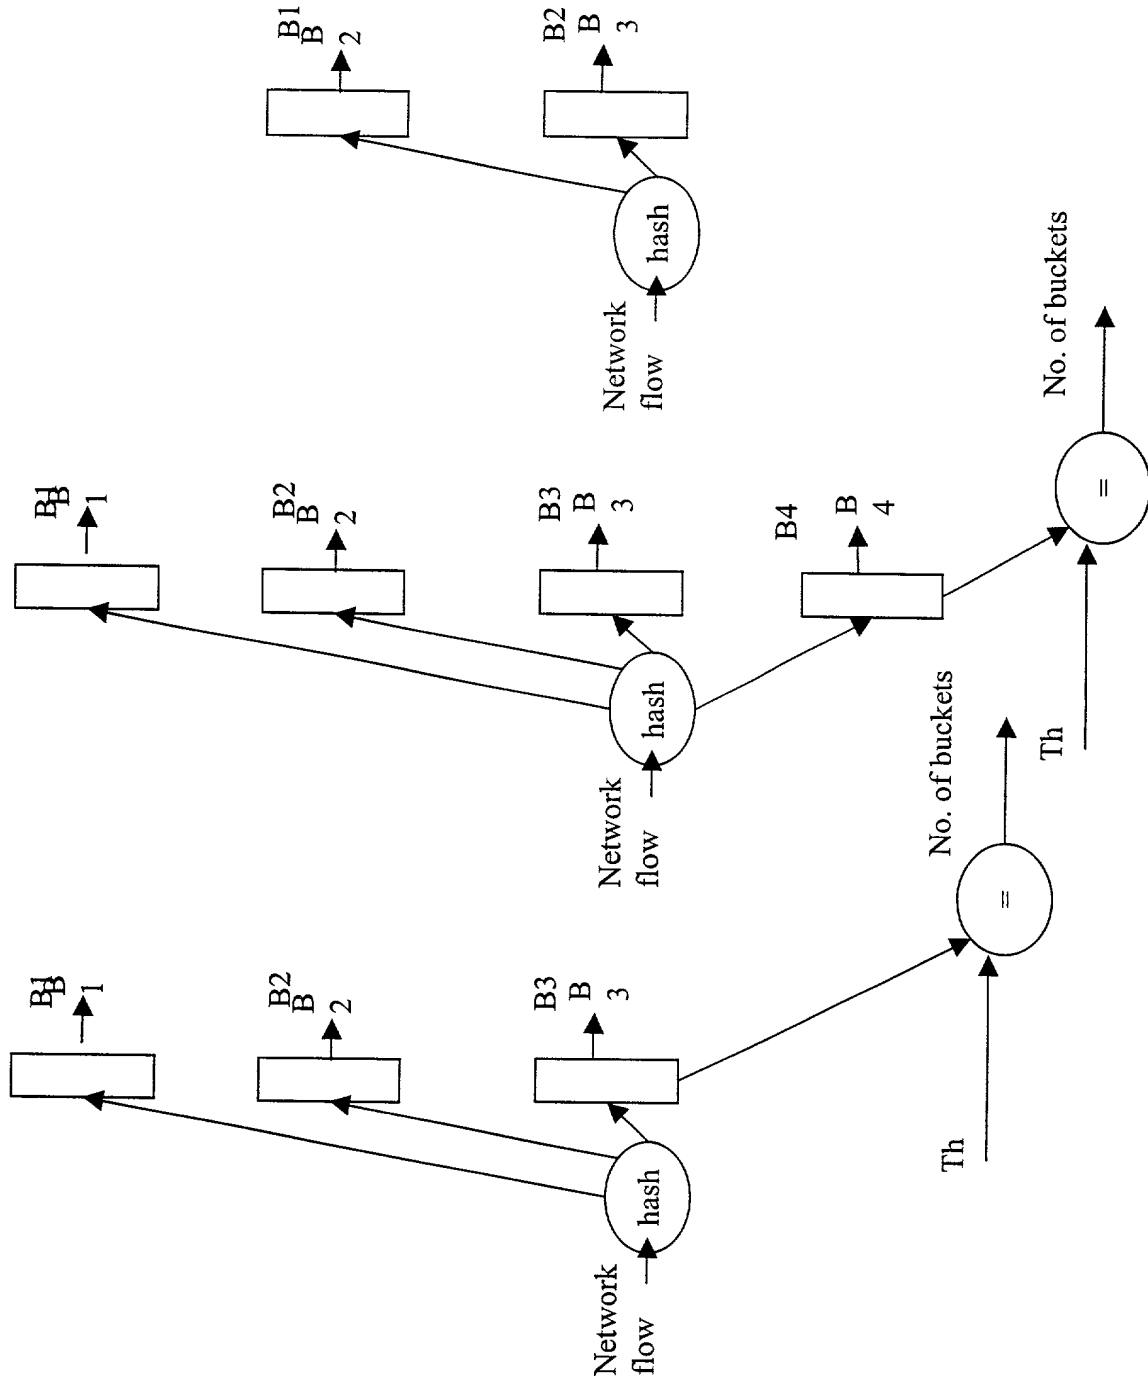 B1
B
1
B2
B
2
B3
B
3
Network
flow
hash
Th
=
No. of buckets
B1
B
1
B2
B
2
B3
B
3
B4
B
4
Network
flow
hash
Th
=
No. of buckets
B1
B
2
B2
B
3
Network
flow
hash